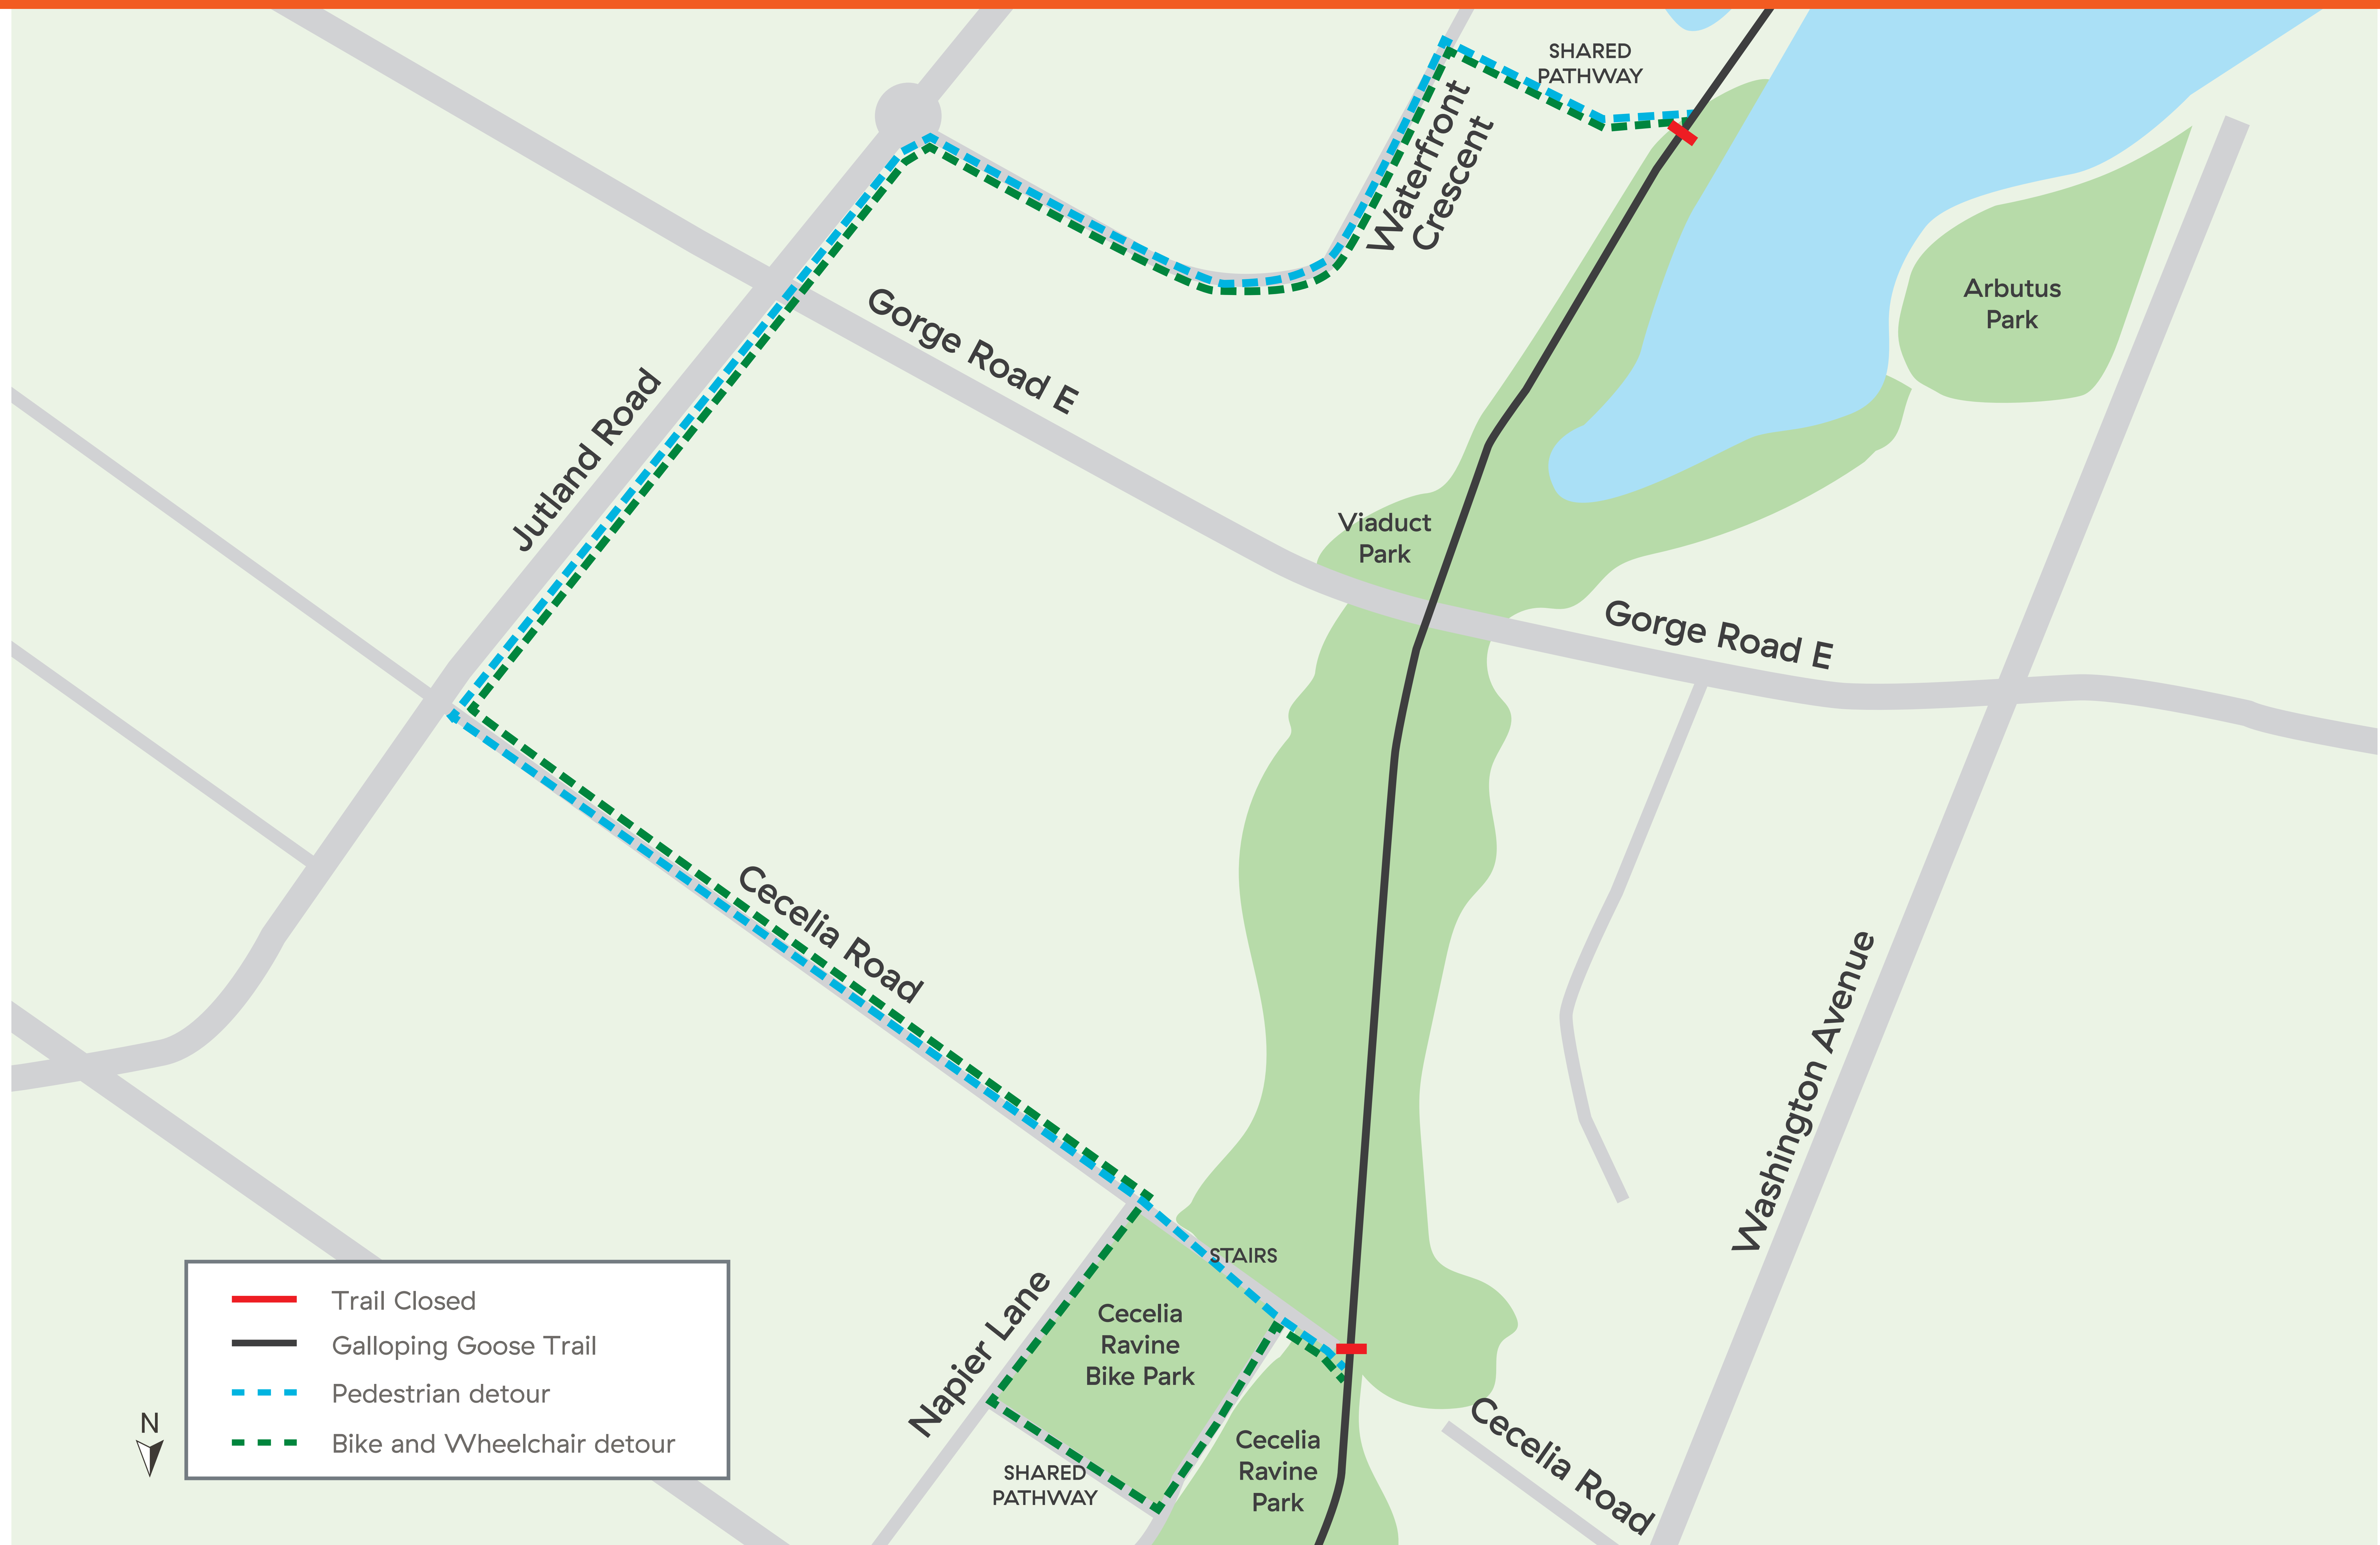 SHARED
PATHWAY
Waterfront
Crescent
Arbutus
Park
Gorge Road E
Jutland Road
Viaduct
Park
Gorge Road E
Cecelia Road
Washington Avenue
STAIRS
Cecelia
Ravine
Bike Park
Napier Lane
Cecelia
Ravine
Park
Cecelia Road
SHARED
PATHWAY
N
Trail Closed
Galloping Goose Trail
Pedestrian detour
Bike and Wheelchair detour